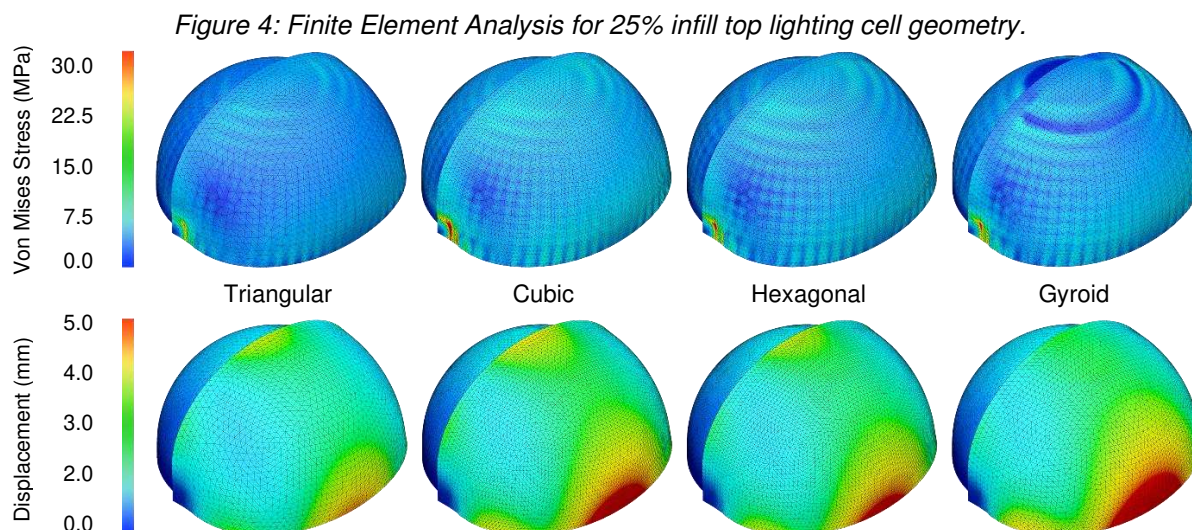 Figure 4: Finite Element Analysis for 25% infill top lighting cell geometry.
Von Mises Stress (MPa)
30.0
22.5
15.0
7.5
0.0
Triangular
Cubic
Hexagonal
Gyroid
Displacement (mm)
5.0
4.0
3.0
2.0
0.0